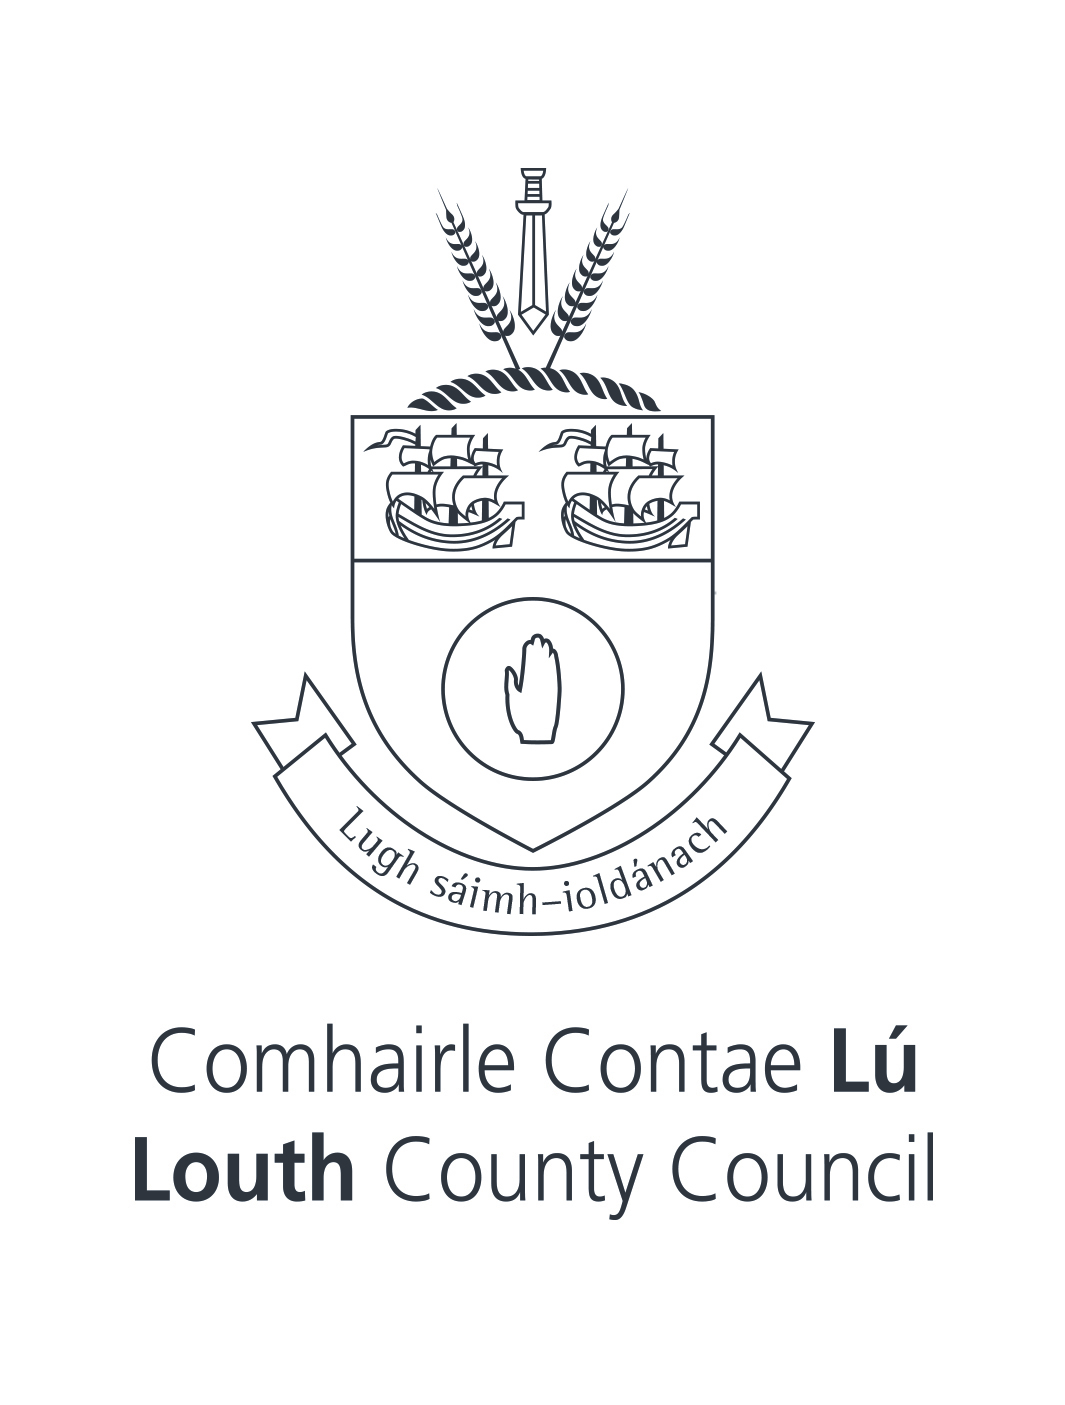 Lugh sáimh-ioldánach
Comhairle Contae Lú
Louth County Council